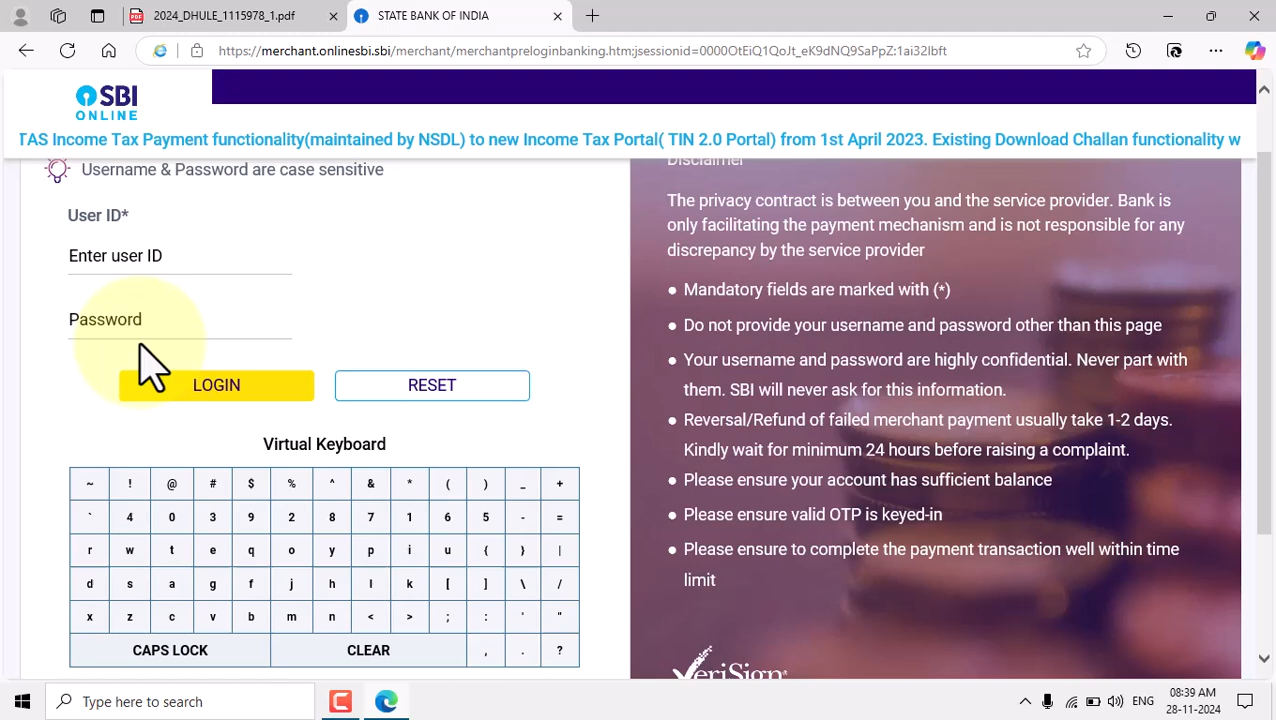 2024_DHULE_1115978_1.pdf
STATE BANK OF INDIA
https://merchant.onlinesbi.sbi/merchant/merchantpreloginbanking.htm;jsessionid=0000OtEiQ1QoJt_eK9dNQ9SaPpZ:1ai32lbft
SBI
ONLINE
TAS Income Tax Payment functionality(maintained by NSDL) to new Income Tax Portal( TIN 2.0 Portal) from 1st April 2023. Existing Download Challan functionality w
Username & Password are case sensitive
User ID*
Enter user ID
Password
LOGIN RESET
Virtual Keyboard
~ ! @ # $ % ^ & * ( ) _ +
` 4 0 3 9 2 8 7 1 6 5 - =
r w t e q o y p i u { } |
d s a g f j h l k [ ] \ /
x z c v b m n < > ; : ' "
CAPS LOCK CLEAR , . ?
Disclaimer
The privacy contract is between you and the service provider. Bank is
only facilitating the payment mechanism and is not responsible for any
discrepancy by the service provider
● Mandatory fields are marked with (*)
● Do not provide your username and password other than this page
● Your username and password are highly confidential. Never part with
them. SBI will never ask for this information.
● Reversal/Refund of failed merchant payment usually take 1-2 days.
Kindly wait for minimum 24 hours before raising a complaint.
● Please ensure your account has sufficient balance
● Please ensure valid OTP is keyed-in
● Please ensure to complete the payment transaction well within time
limit
VeriSign
Type here to search
ENG
08:39 AM
28-11-2024